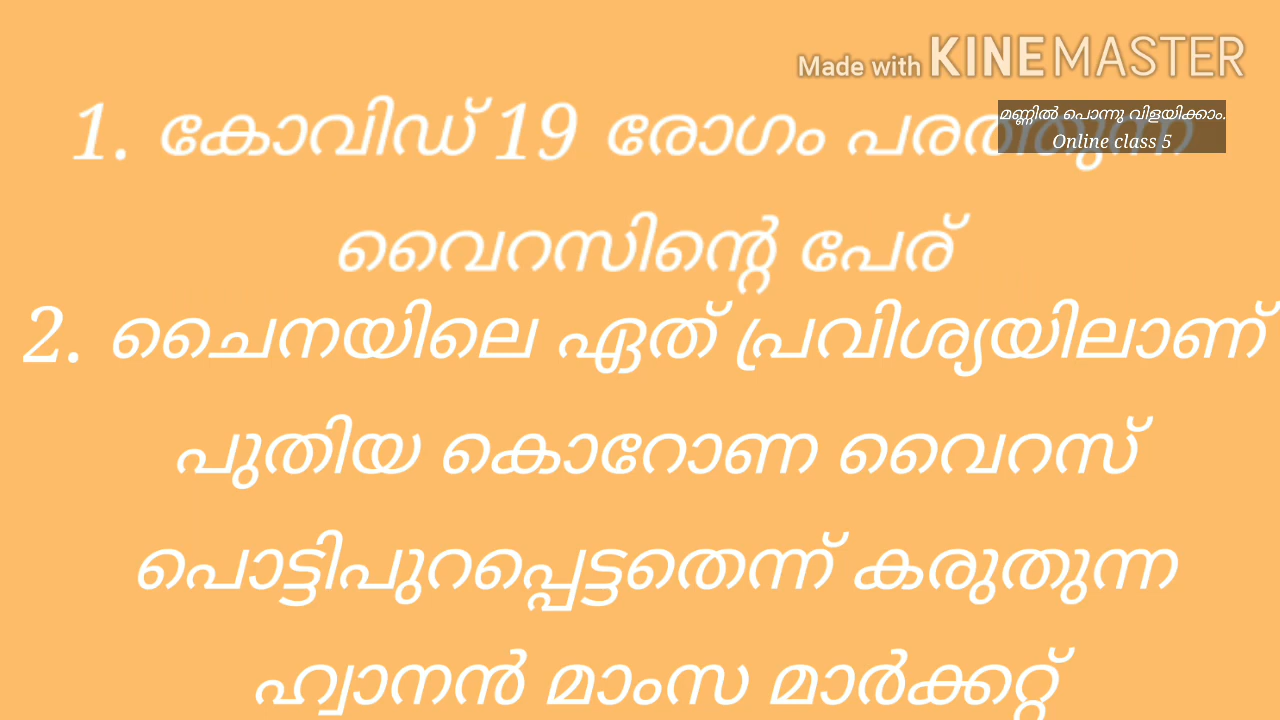 Made with KINEMASTER
മണ്ണിൽ പൊന്നു വിളയിക്കാം.
Online class 5
1. കോവിഡ് 19 രോഗം പരത്തുന്ന
വൈറസിന്റെ പേര്
2. ചൈനയിലെ ഏത് പ്രവിശ്യയിലാണ്
പുതിയ കൊറോണ വൈറസ്
പൊട്ടിപുറപ്പെട്ടതെന്ന് കരുതുന്ന
ഹ്വാനൻ മാംസ മാർക്കറ്റ്